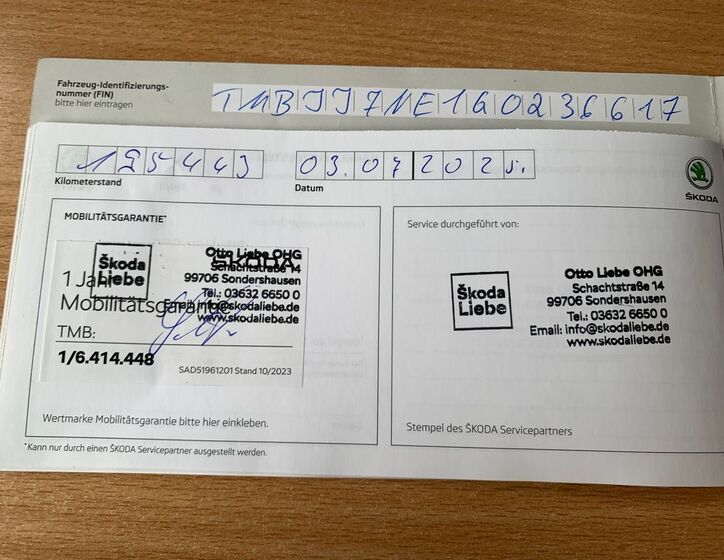 Fahrzeug-Identifizierungs-
nummer (FIN)
bitte hier eintragen
TMBJJ7NE1G0236617
195443
Kilometerstand
03.07.2025.
Datum
ŠKODA
MOBILITÄTSGARANTIE*
ŠKODA
1 Jahr
Mobilitätsgarantie
TMB:
1/6.414.448
SAD51961201 Stand 10/2023
Škoda
Liebe
Otto Liebe OHG
Schachtstraße 14
99706 Sondershausen
Tel.: 03632 6650 0
Email: info@skodaliebe.de
www.skodaliebe.de
Wertmarke Mobilitätsgarantie bitte hier einkleben.
*Kann nur durch einen ŠKODA Servicepartner ausgestellt werden.
Service durchgeführt von:
Škoda
Liebe
Otto Liebe OHG
Schachtstraße 14
99706 Sondershausen
Tel.: 03632 6650 0
Email: info@skodaliebe.de
www.skodaliebe.de
Stempel des ŠKODA Servicepartners